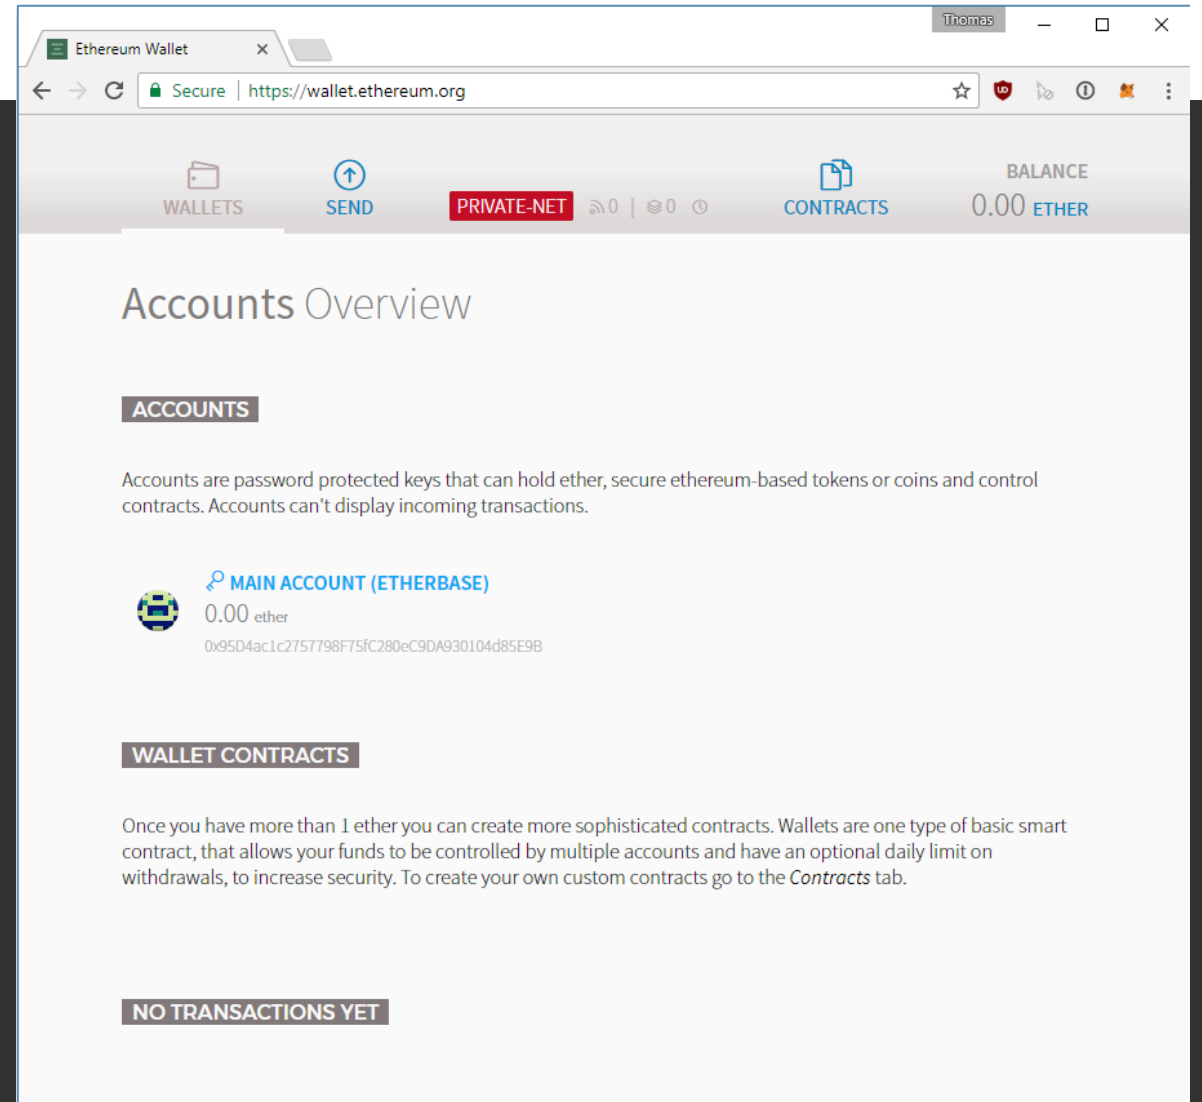 Thomas
Ethereum Wallet
Secure | https://wallet.ethereum.org
WALLETS
SEND
PRIVATE-NET 0 | 0
CONTRACTS
BALANCE
0.00 ETHER
Accounts Overview
ACCOUNTS
Accounts are password protected keys that can hold ether, secure ethereum-based tokens or coins and control
contracts. Accounts can't display incoming transactions.
MAIN ACCOUNT (ETHERBASE)
0.00 ether
0x95D4ac1c2757798F75fC280eC9DA930104d85E9B
WALLET CONTRACTS
Once you have more than 1 ether you can create more sophisticated contracts. Wallets are one type of basic smart
contract, that allows your funds to be controlled by multiple accounts and have an optional daily limit on
withdrawals, to increase security. To create your own custom contracts go to the Contracts tab.
NO TRANSACTIONS YET